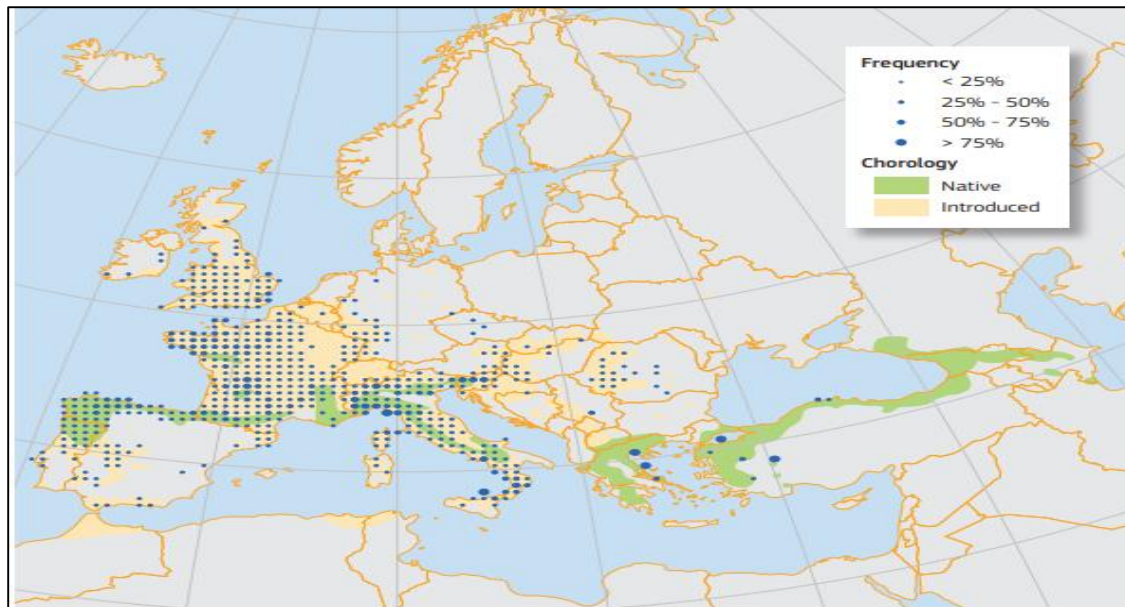 Frequency
< 25%
25% - 50%
50% - 75%
> 75%
Chorology
Native
Introduced